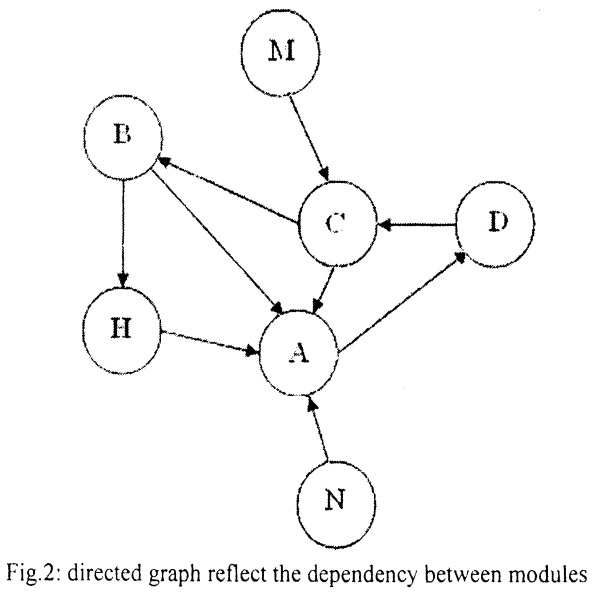 M
B
C
D
H
A
N
Fig.2: directed graph reflect the dependency between modules